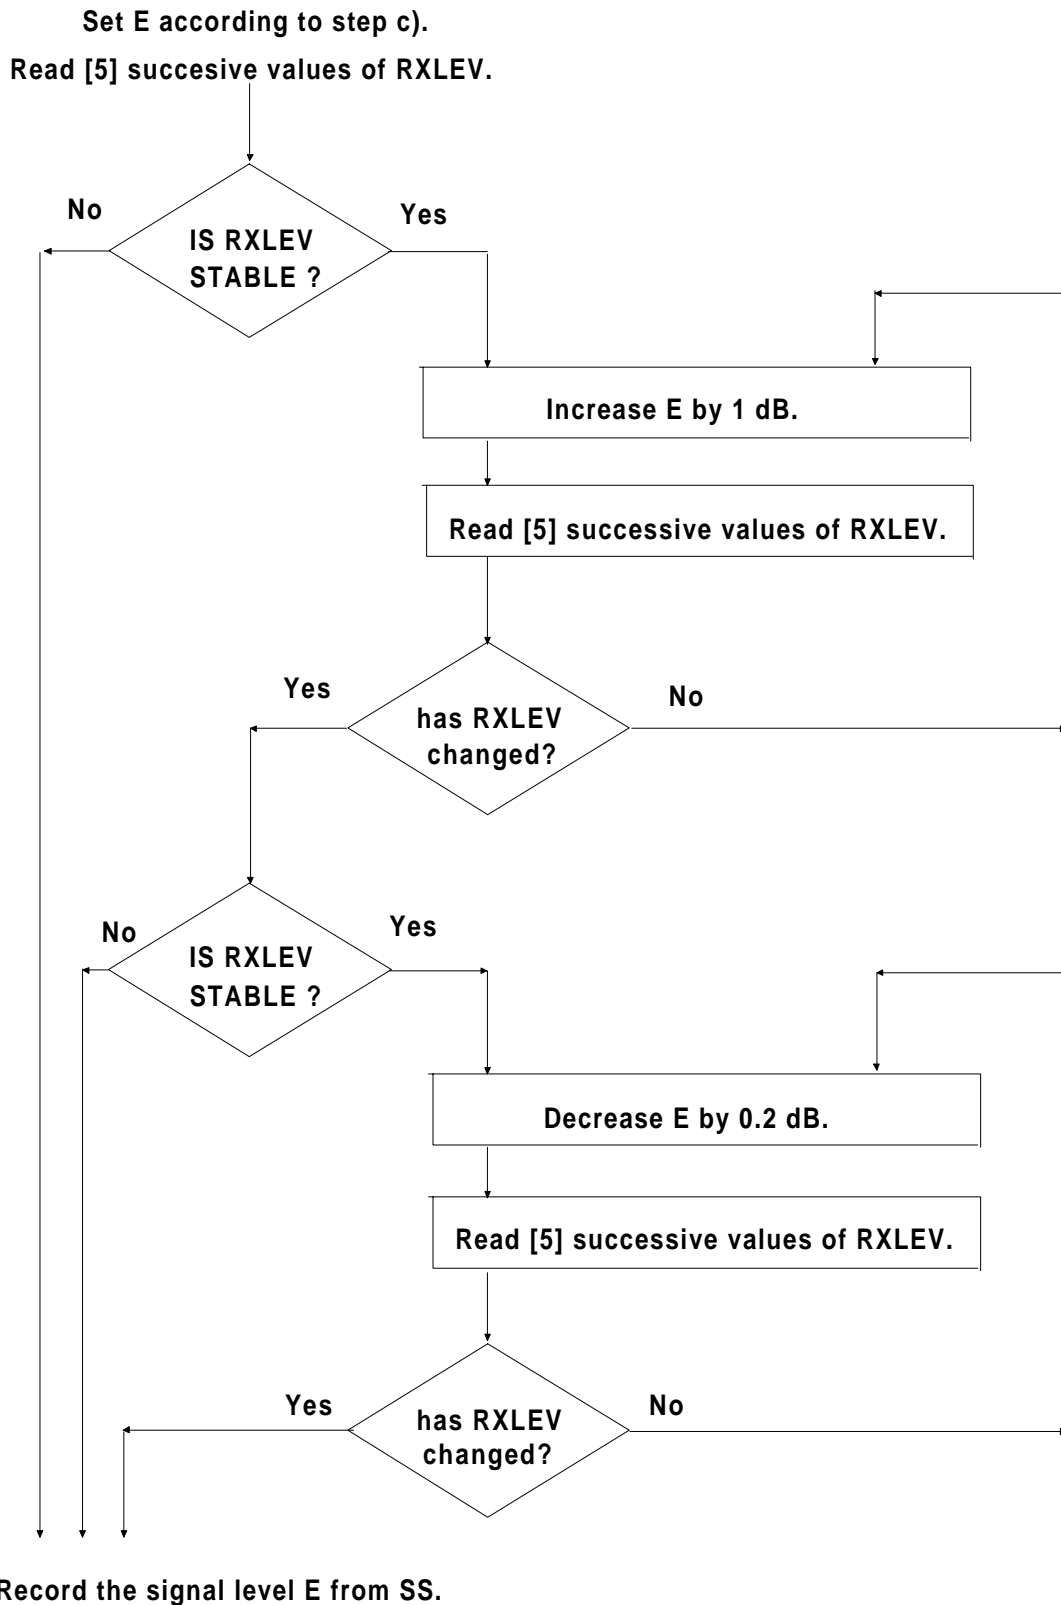 Set E according to step c).
Read [5] succesive values of RXLEV.
No
Yes
IS RXLEV
STABLE ?
Increase E by 1 dB.
Read [5] successive values of RXLEV.
Yes
No
has RXLEV
changed?
No
Yes
IS RXLEV
STABLE ?
Decrease E by 0.2 dB.
Read [5] successive values of RXLEV.
Yes
No
has RXLEV
changed?
Record the signal level E from SS.